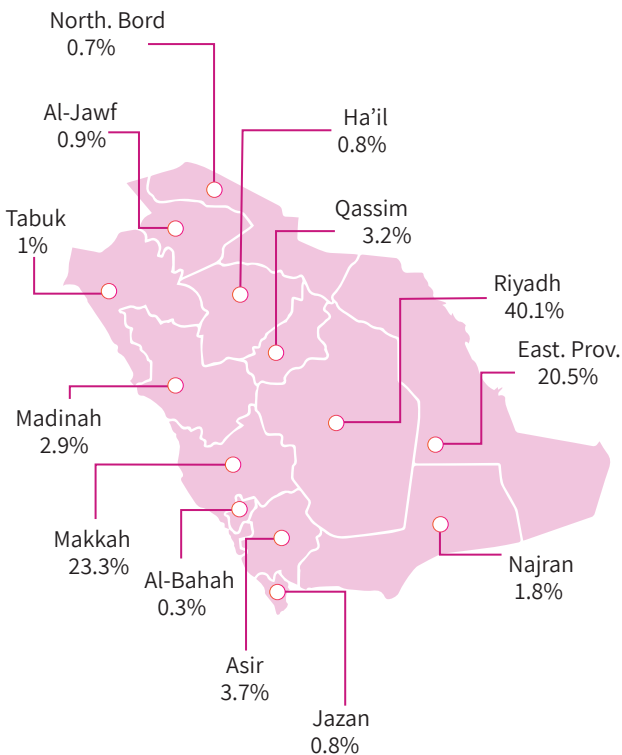 North. Bord
0.7%
Al-Jawf
0.9%
Ha’il
0.8%
Tabuk
1%
Qassim
3.2%
Riyadh
40.1%
East. Prov.
20.5%
Madinah
2.9%
Makkah
23.3%
Al-Bahah
0.3%
Najran
1.8%
Asir
3.7%
Jazan
0.8%